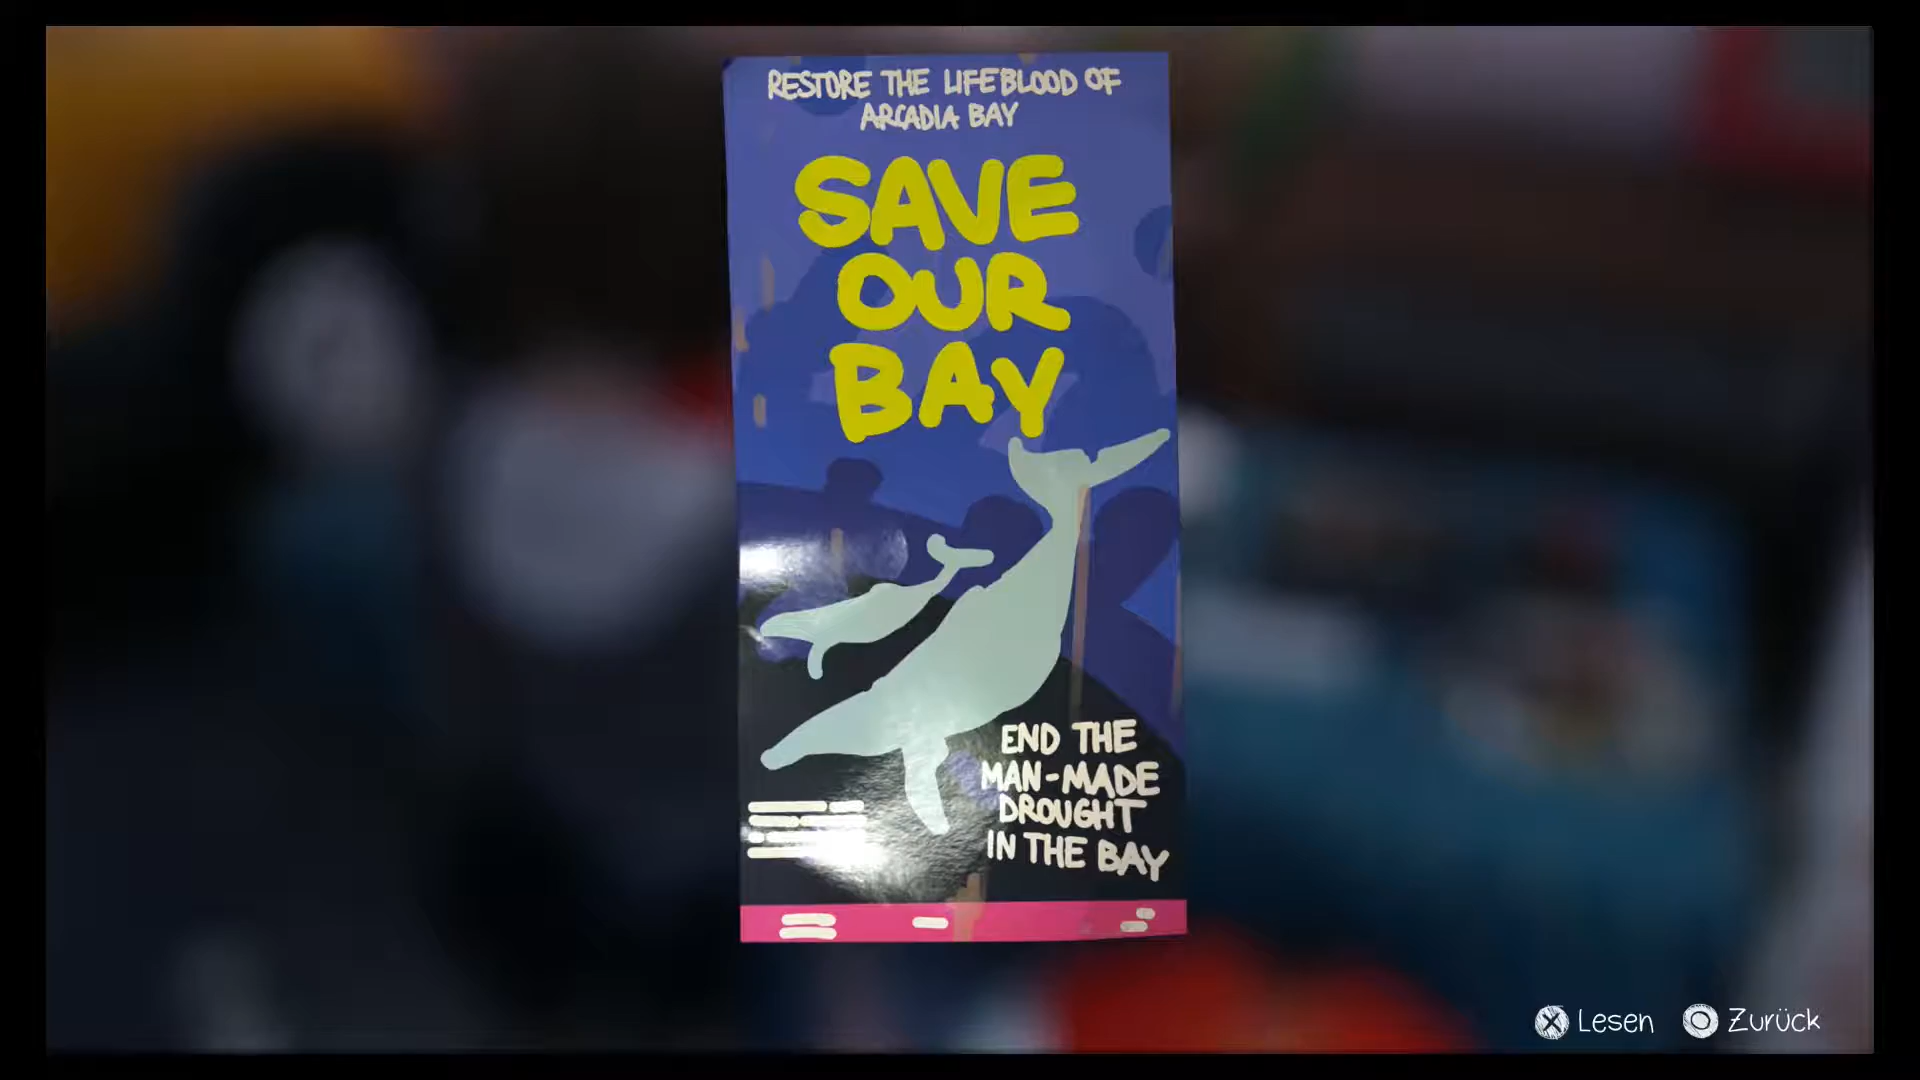 RESTORE THE LIFEBLOOD OF
ARCADIA BAY
SAVE
OUR
BAY
END THE
MAN-MADE
DROUGHT
IN THE BAY
Lesen
Zurück